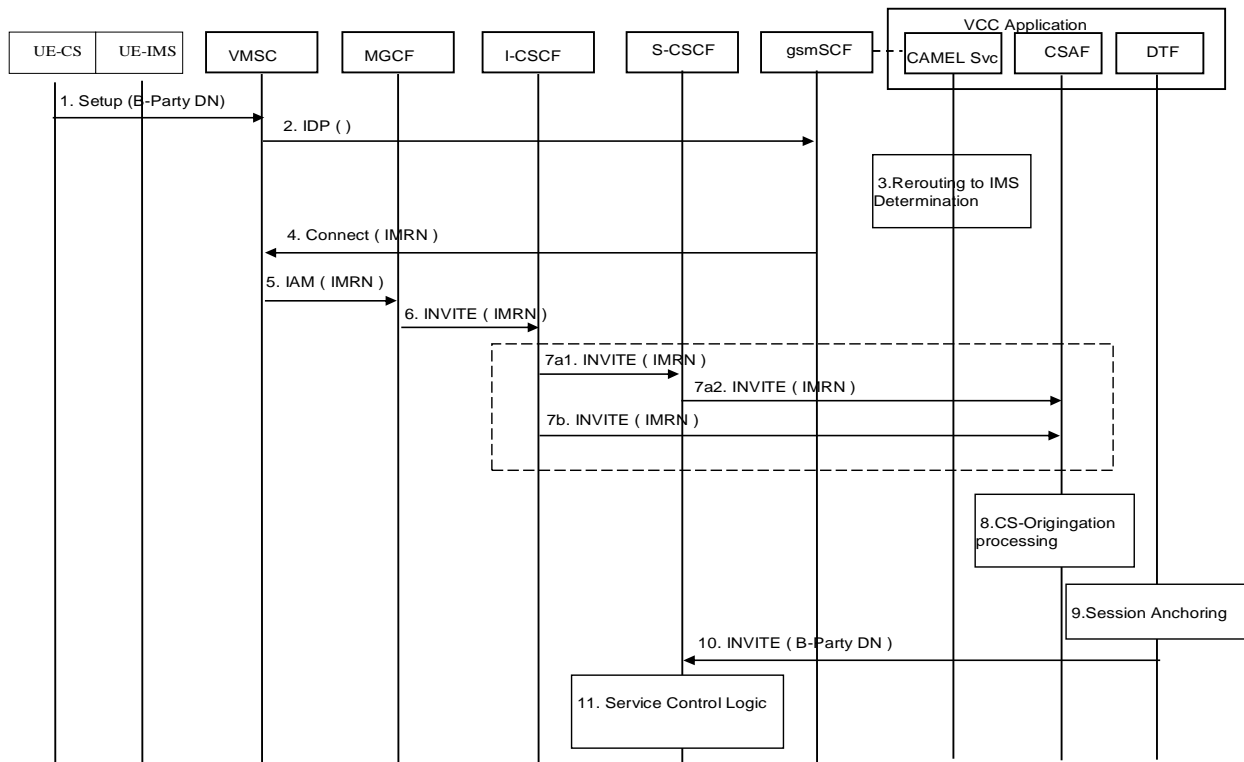 VCC Application
UE-CS
UE-IMS
VMSC
MGCF
I-CSCF
S-CSCF
gsmSCF
CAMEL Svc
CSAF
DTF
1. Setup (B-Party DN)
2. IDP ( )
3.Rerouting to IMS
Determination
4. Connect ( IMRN )
5. IAM ( IMRN )
6. INVITE ( IMRN )
7a1. INVITE ( IMRN )
7a2. INVITE ( IMRN )
7b. INVITE ( IMRN )
8.CS-Origingation
processing
9.Session Anchoring
10. INVITE ( B-Party DN )
11. Service Control Logic